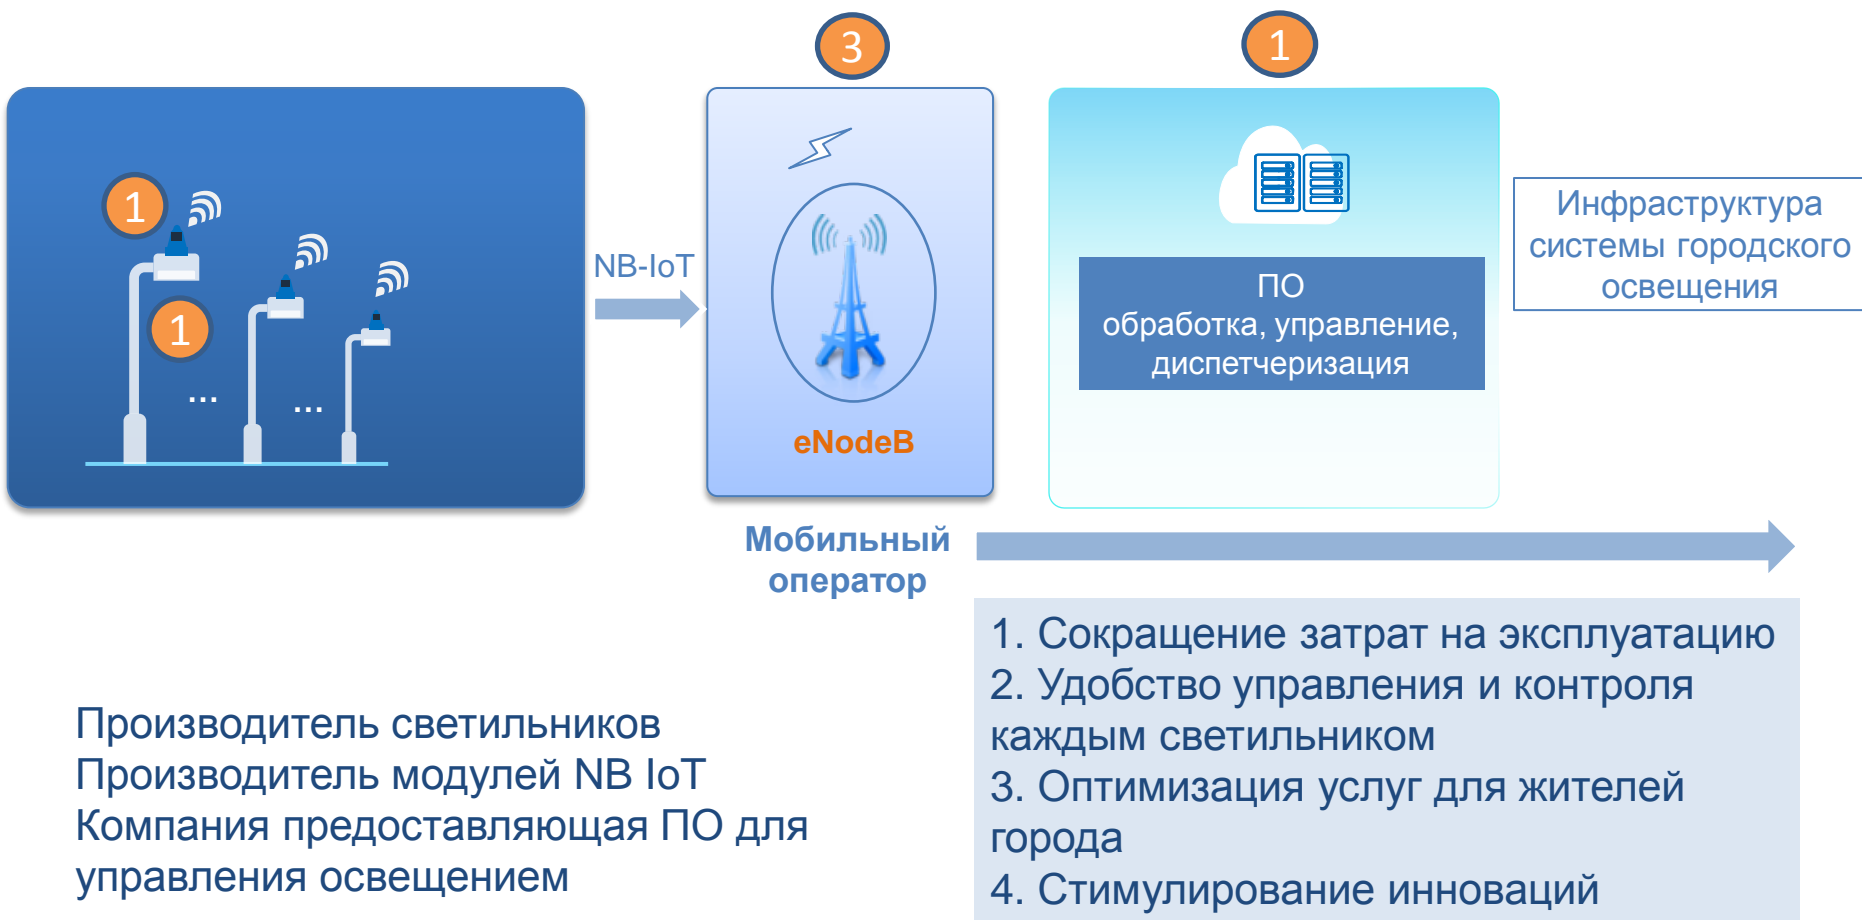 3
1
1
1
...
...
NB-IoT
eNodeB
ПО
обработка, управление,
диспетчеризация
Инфраструктура
системы городского
освещения
Мобильный
оператор
Производитель светильников
Производитель модулей NB IoT
Компания предоставляющая ПО для
управления освещением
1. Сокращение затрат на эксплуатацию
2. Удобство управления и контроля
каждым светильником
3. Оптимизация услуг для жителей
города
4. Стимулирование инноваций